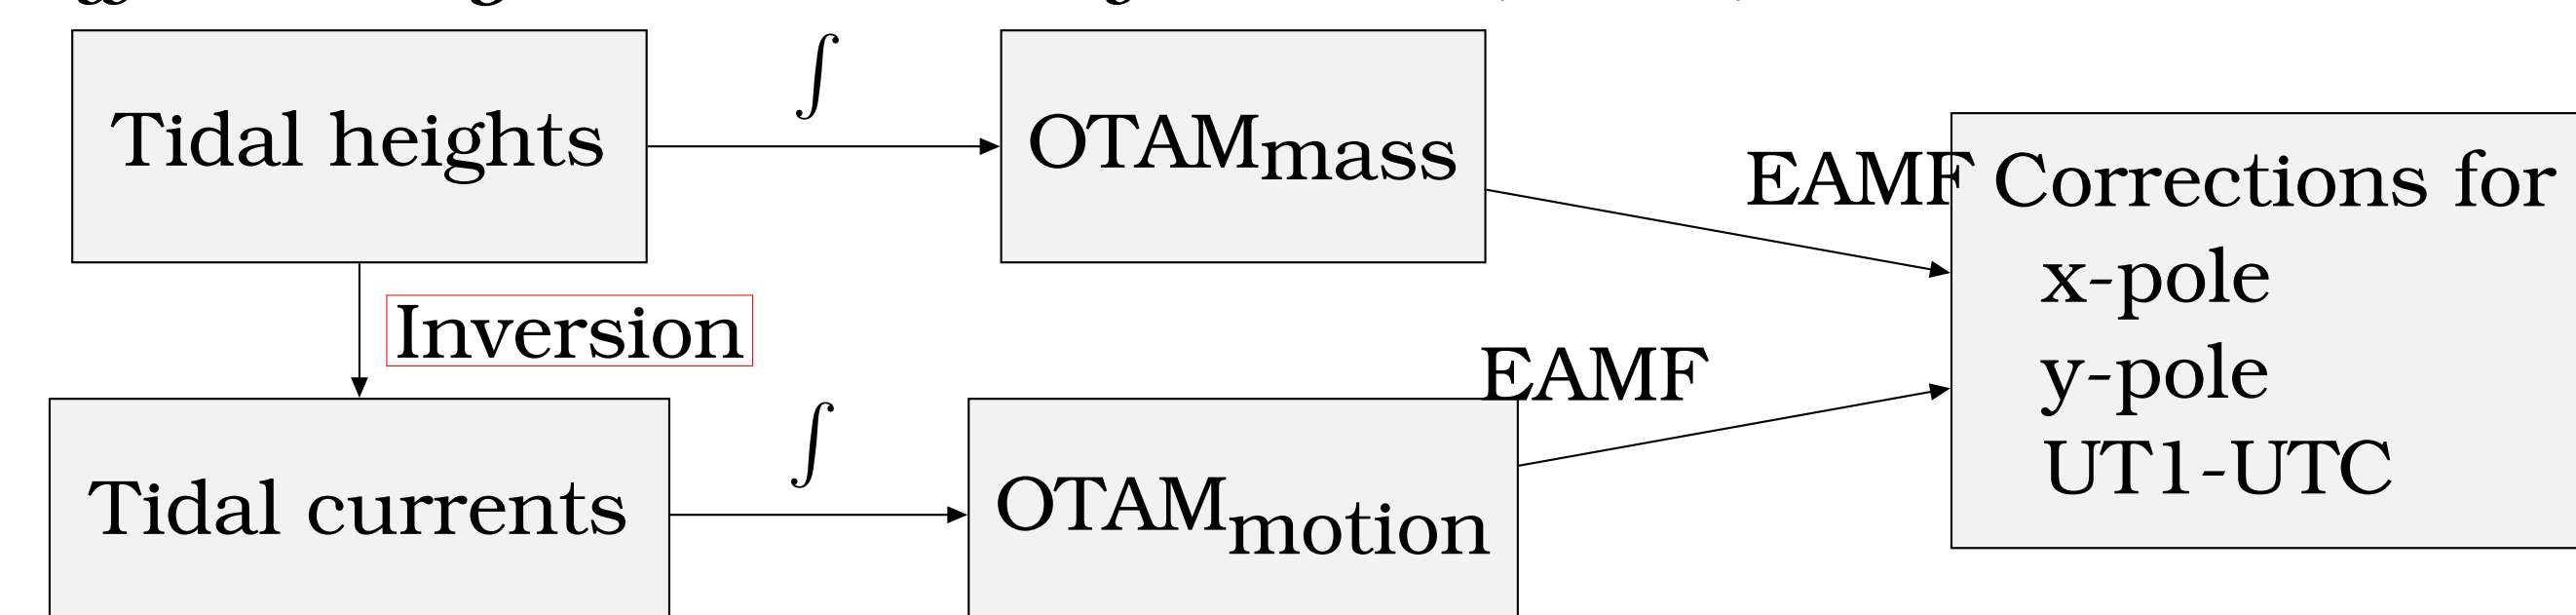 ∫
Tidal heights
OTAMmass
EAMF
Corrections for
x-pole
y-pole
UT1-UTC
Inversion
EAMF
∫
Tidal currents
OTAMmotion